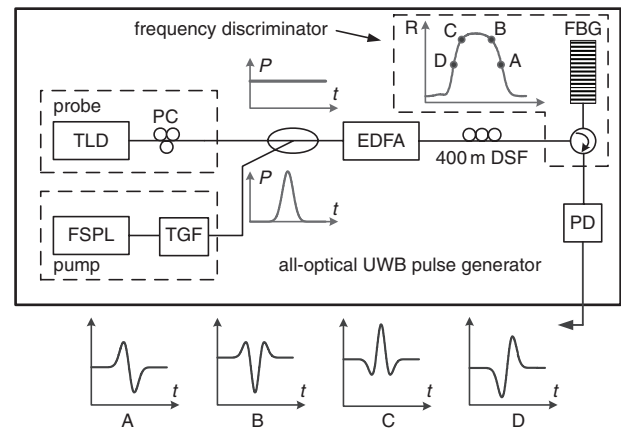 frequency discriminator
R
C
B
D
A
FBG
P
t
probe
PC
TLD
EDFA
400 m DSF
P
t
FSPL
TGF
pump
PD
all-optical UWB pulse generator
t
t
t
t
A
B
C
D